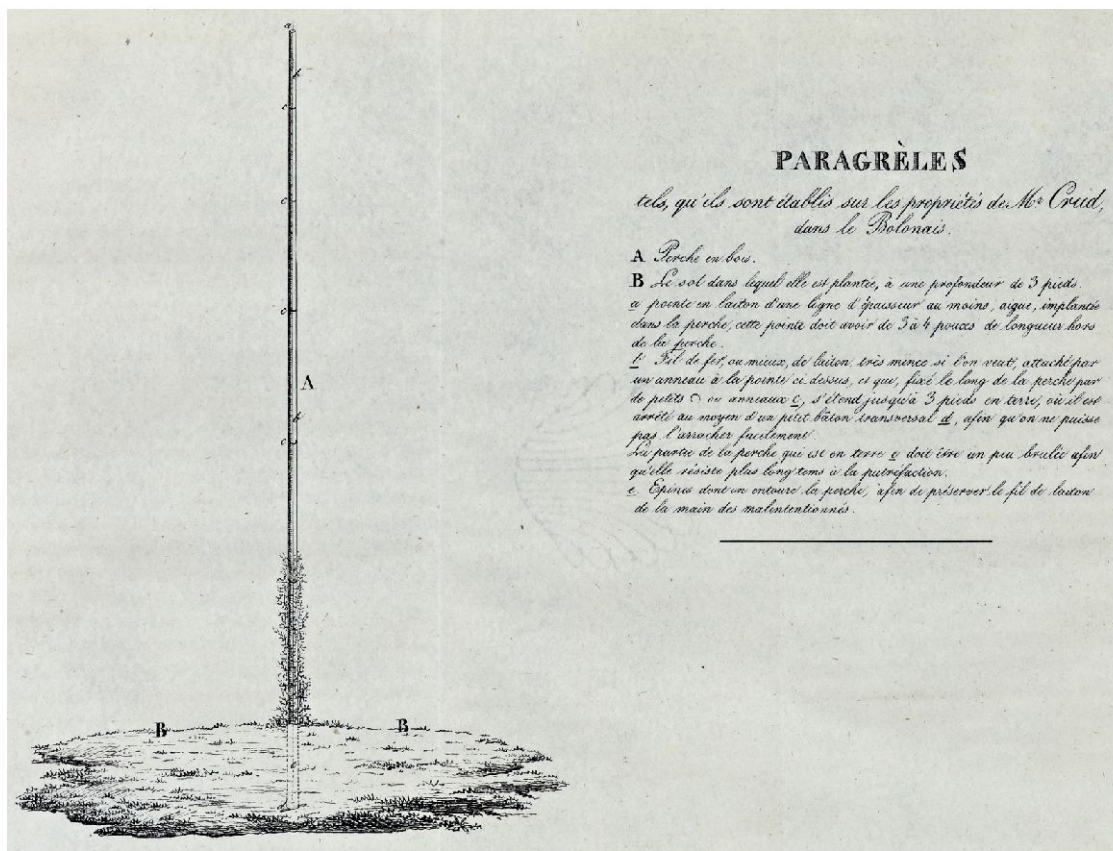 a
b
c
c
c
A
b
c
B
B
d
PARAGRÈLES
tels, qu'ils sont établis sur les propriétés de Mr. Crud,
dans le Bolonais.
A Perche en bois.
B Le sol dans lequel elle est plantée, à une profondeur de 3 pieds.
a pointe en laiton d'une ligne d'épaisseur au moins, aigue, implantée
dans la perche, cette pointe doit avoir de 3 à 4 pouces de longueur hors
de la perche.
b Fil de fer, ou mieux, de laiton, très mince si l'on veut, attaché par
un anneau à la pointe ci dessus, et que, fixé le long de la perche par
de petits ou anneaux c, s'étend jusqu'à 3 pieds en terre, où il est
arrêté au moyen d'un petit bâton transversal d, afin qu'on ne puisse
pas l'arracher facilement.
La partie de la perche qui est en terre e doit être un peu brulée afin
qu'elle résiste plus long tems à la putréfaction.
e Epines dont on entoure la perche, afin de préserver le fil de laiton
de la main des malintentionnés.